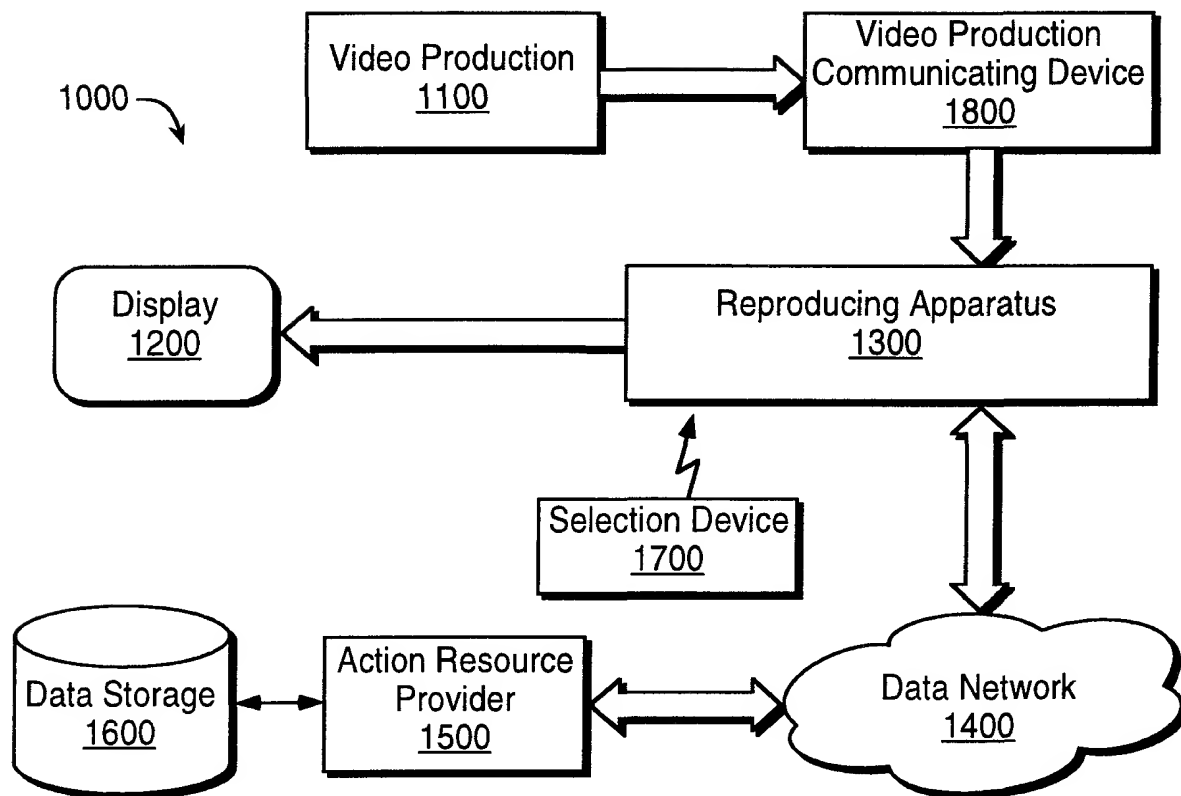 Video Production
1100
Video Production
Communicating Device
1800
1000
Display
1200
Reproducing Apparatus
1300
Selection Device
1700
Data Storage
1600
Action Resource
Provider
1500
Data Network
1400